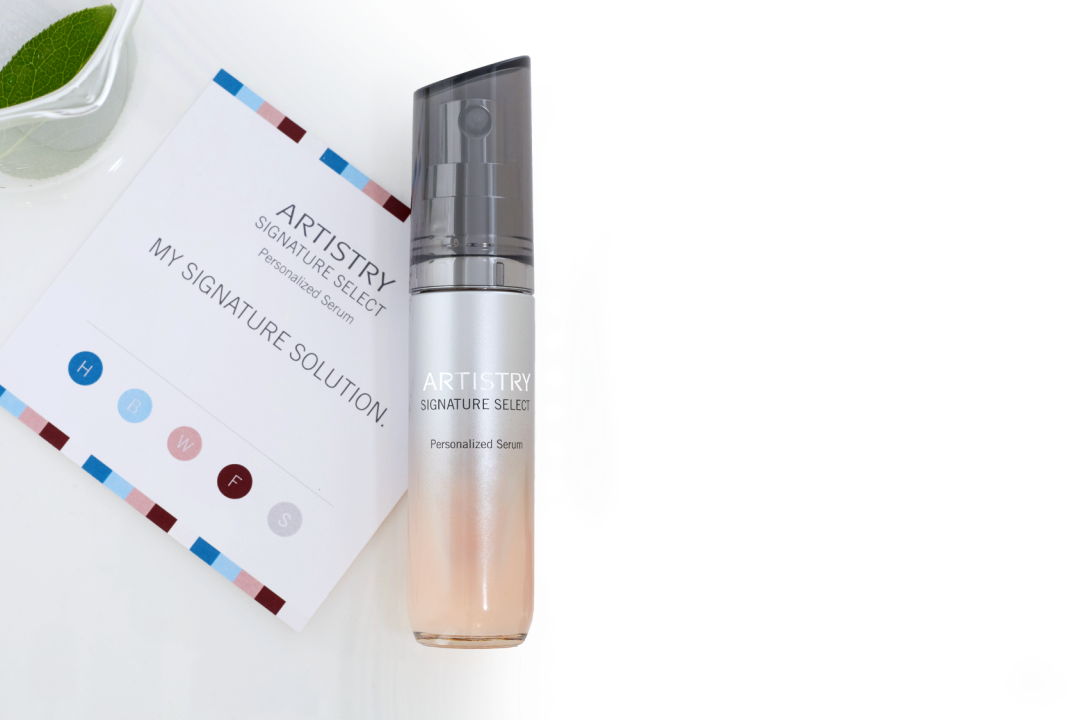 ARTISTRY
SIGNATURE SELECT
Personalized Serum
MY SIGNATURE SOLUTION.
H
B
W
F
S
ARTISTRY
SIGNATURE SELECT
Personalized Serum